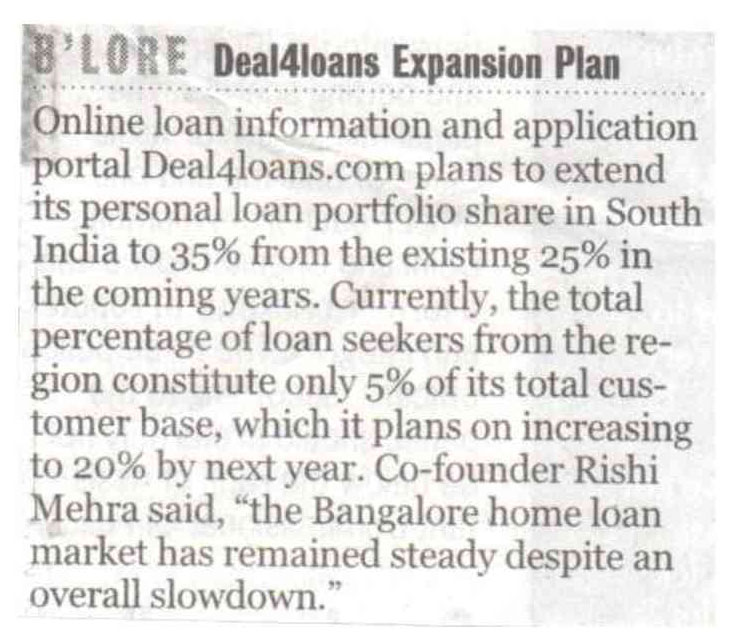 B’LORE Deal4loans Expansion Plan
Online loan information and application
portal Deal4loans.com plans to extend
its personal loan portfolio share in South
India to 35% from the existing 25% in
the coming years. Currently, the total
percentage of loan seekers from the re-
gion constitute only 5% of its total cus-
tomer base, which it plans on increasing
to 20% by next year. Co-founder Rishi
Mehra said, “the Bangalore home loan
market has remained steady despite an
overall slowdown.”